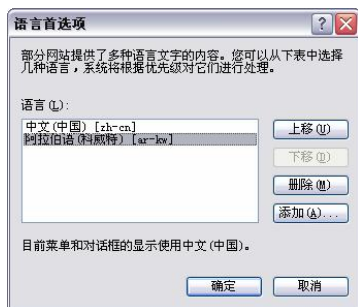 语言首选项
部分网站提供了多种语言文字的内容。您可以从下表中选择
几种语言，系统将根据优先级对它们进行处理。
语言(L):
中文(中国) [zh-cn]
阿拉伯语(科威特) [ar-kw]
上移(U)
下移(D)
删除(M)
添加(A)...
目前菜单和对话框的显示使用中文(中国)。
确定
取消